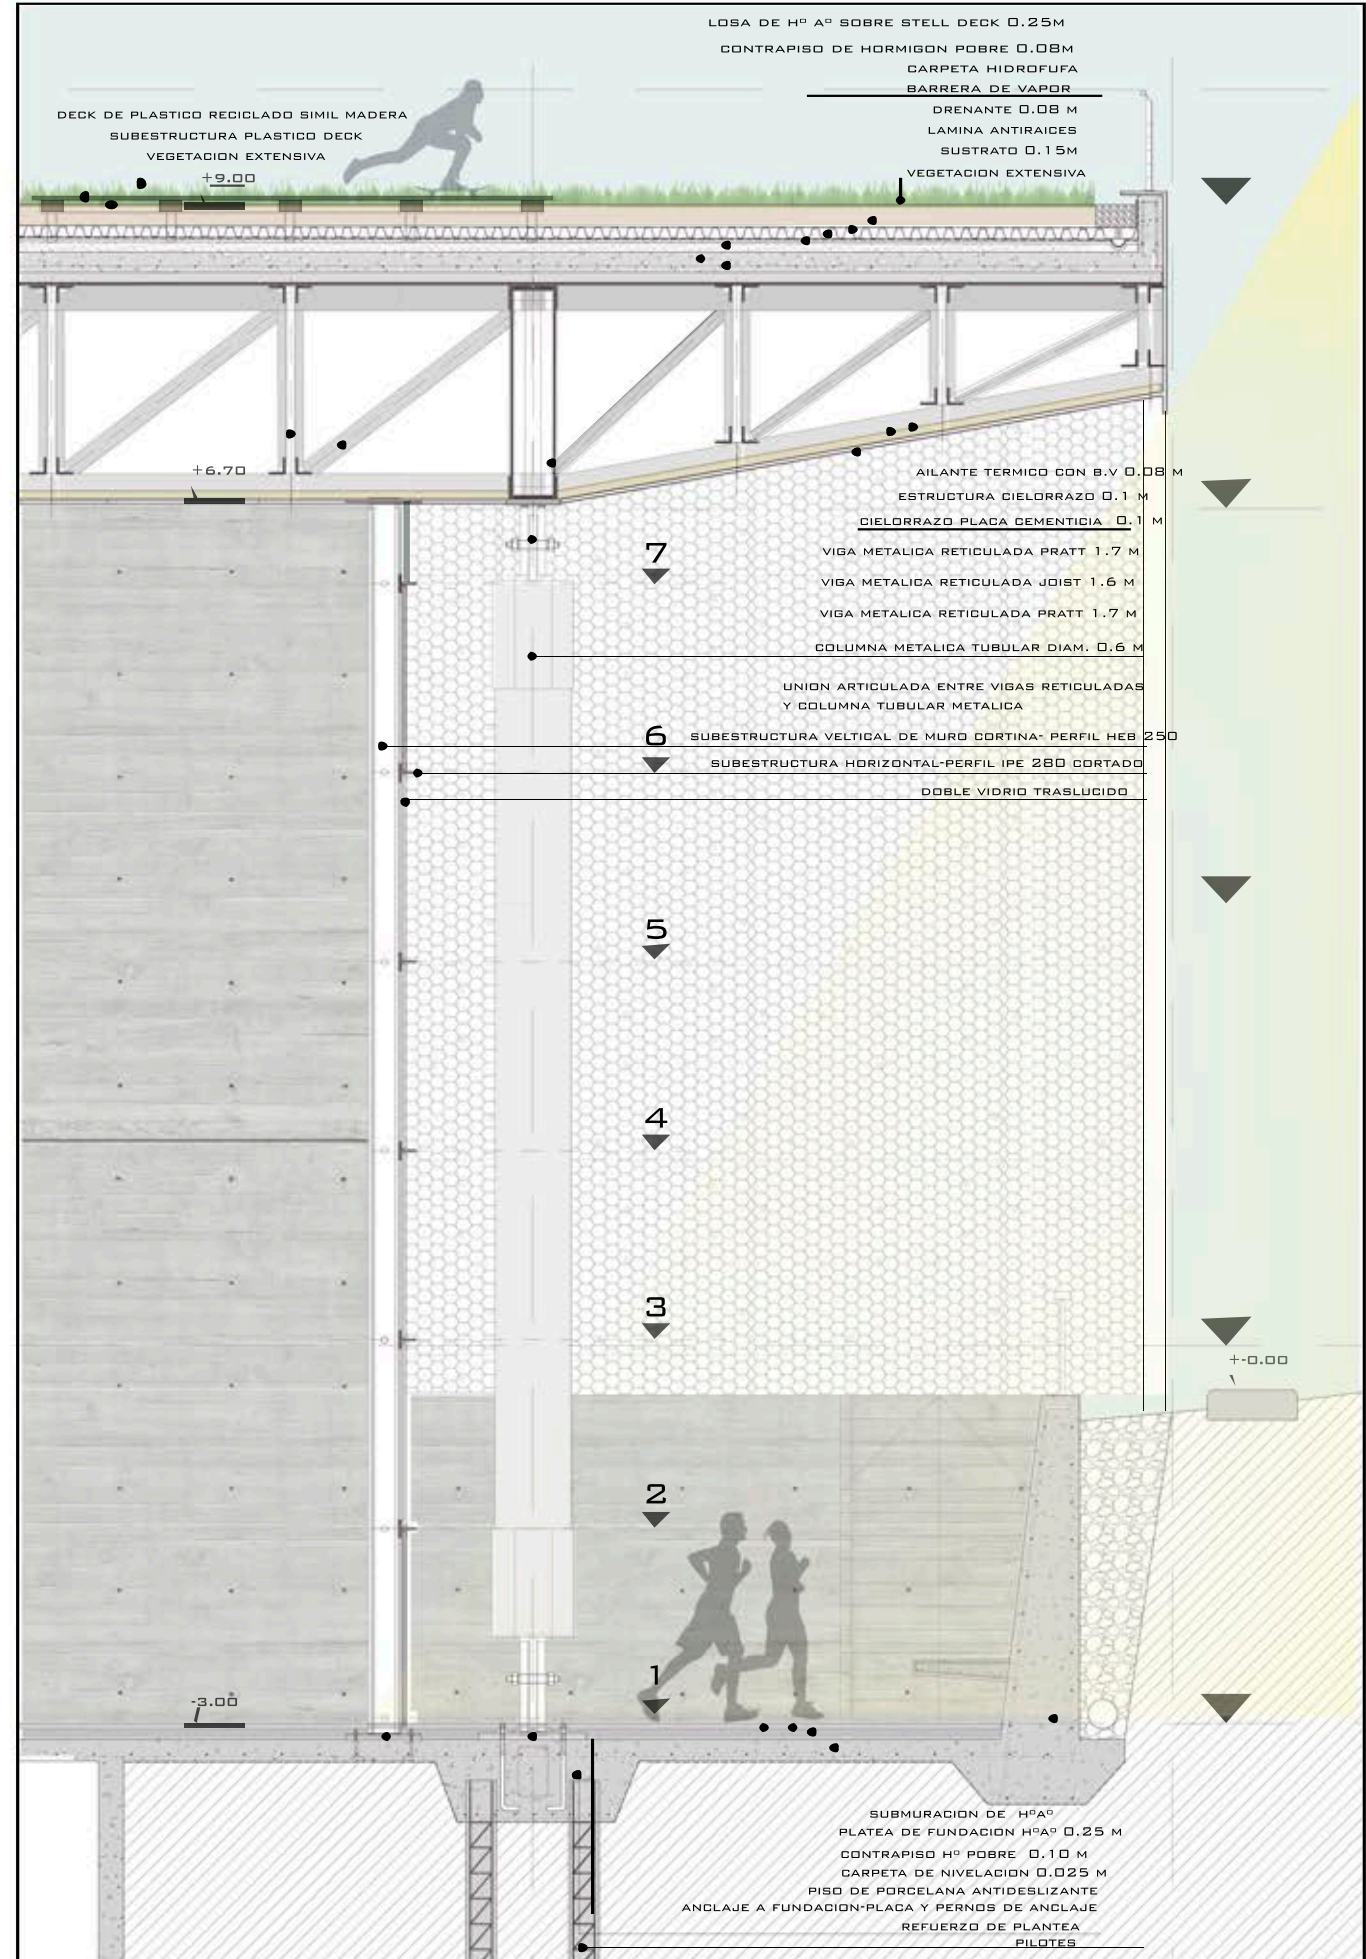 LOSA DE Hº Aº SOBRE STELL DECK 0.25M
CONTRAPISO DE HORMIGON POBRE 0.08M
CARPETA HIDROFUFA
BARRERA DE VAPOR
DRENANTE 0.08 M
LAMINA ANTIRAICES
SUSTRATO 0.15M
VEGETACION EXTENSIVA
DECK DE PLASTICO RECICLADO SIMIL MADERA
SUBESTRUCTURA PLASTICO DECK
VEGETACION EXTENSIVA
+9.00
+6.70
AILANTE TERMICO CON B.V 0.08 M
ESTRUCTURA CIELORRAZO 0.1 M
CIELORRAZO PLACA CEMENTICIA 0.1 M
VIGA METALICA RETICULADA PRATT 1.7 M
VIGA METALICA RETICULADA JOIST 1.6 M
VIGA METALICA RETICULADA PRATT 1.7 M
COLUMNA METALICA TUBULAR DIAM. 0.6 M
UNION ARTICULADA ENTRE VIGAS RETICULADAS
Y COLUMNA TUBULAR METALICA
SUBESTRUCTURA VELTICAL DE MURO CORTINA- PERFIL HEB 250
SUBESTRUCTURA HORIZONTAL-PERFIL IPE 280 CORTADO
DOBLE VIDRIO TRASLUCIDO
7
6
5
4
3
2
1
+-0.00
-3.00
SUBMURACION DE HºAº
PLATEA DE FUNDACION HºAº 0.25 M
CONTRAPISO Hº POBRE 0.10 M
CARPETA DE NIVELACION 0.025 M
PISO DE PORCELANA ANTIDESLIZANTE
ANCLAJE A FUNDACION-PLACA Y PERNOS DE ANCLAJE
REFUERZO DE PLANTEA
PILOTES